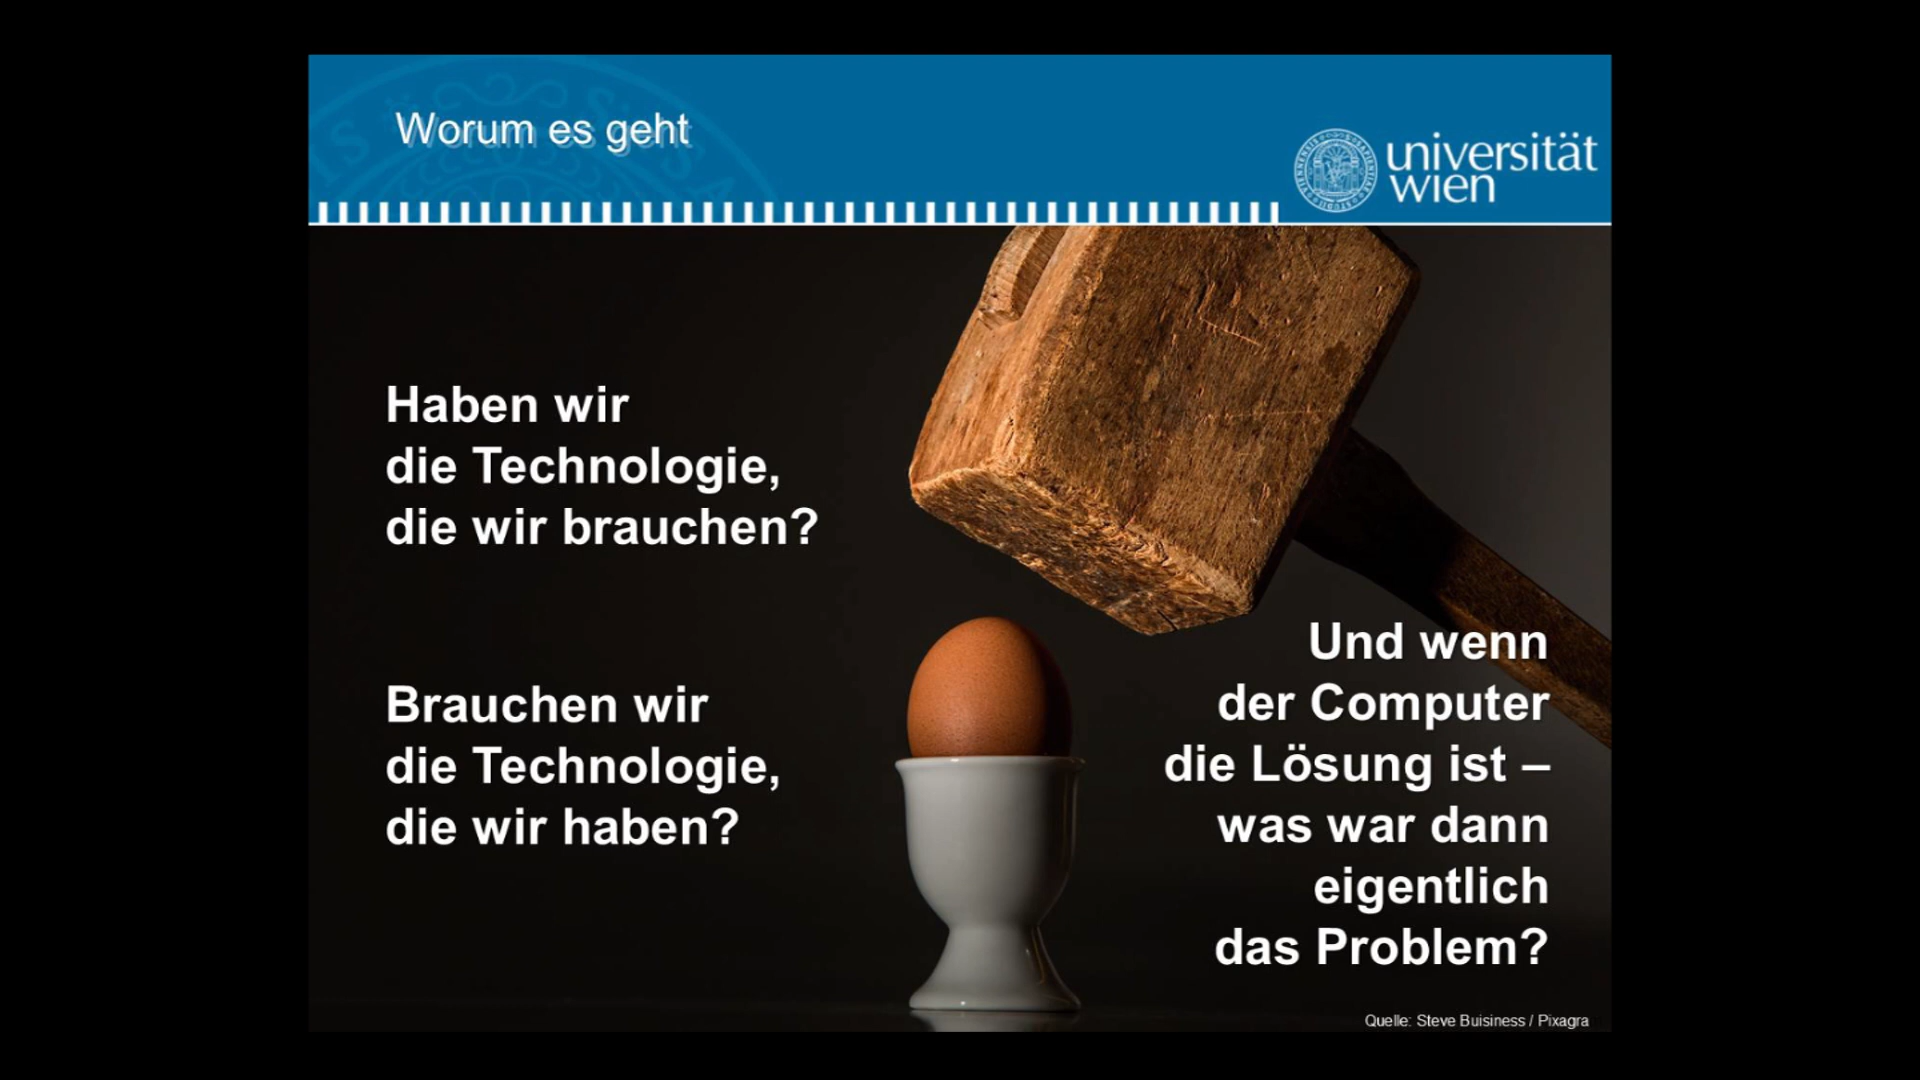 Worum es geht
universität
wien
Haben wir
die Technologie,
die wir brauchen?
Brauchen wir
die Technologie,
die wir haben?
Und wenn
der Computer
die Lösung ist –
was war dann
eigentlich
das Problem?
Quelle: Steve Buisiness / Pixagra